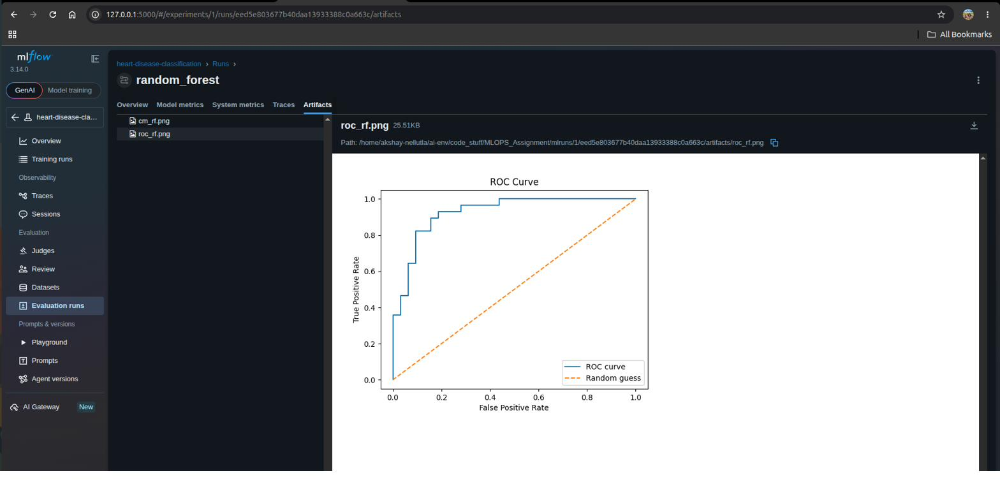 127.0.0.1:5000/#/experiments/1/runs/eed5e803677b40daa13933388c0a663c/artifacts
All Bookmarks
mlflow
3.14.0
GenAI
Model training
heart-disease-cla...
Overview
Training runs
Observability
Traces
Sessions
Evaluation
Judges
Review
Datasets
Evaluation runs
Prompts & versions
Playground
Prompts
Agent versions
AI Gateway
New
heart-disease-classification › Runs ›
random_forest
Overview Model metrics System metrics Traces Artifacts
cm_rf.png
roc_rf.png
roc_rf.png 25.51KB
Path: /home/akshay-nellutla/ai-env/code_stuff/MLOPS_Assignment/mlruns/1/eed5e803677b40daa13933388c0a663c/artifacts/roc_rf.png
ROC Curve
True Positive Rate
1.0
0.8
0.6
0.4
0.2
0.0
ROC curve
Random guess
0.0 0.2 0.4 0.6 0.8 1.0
False Positive Rate